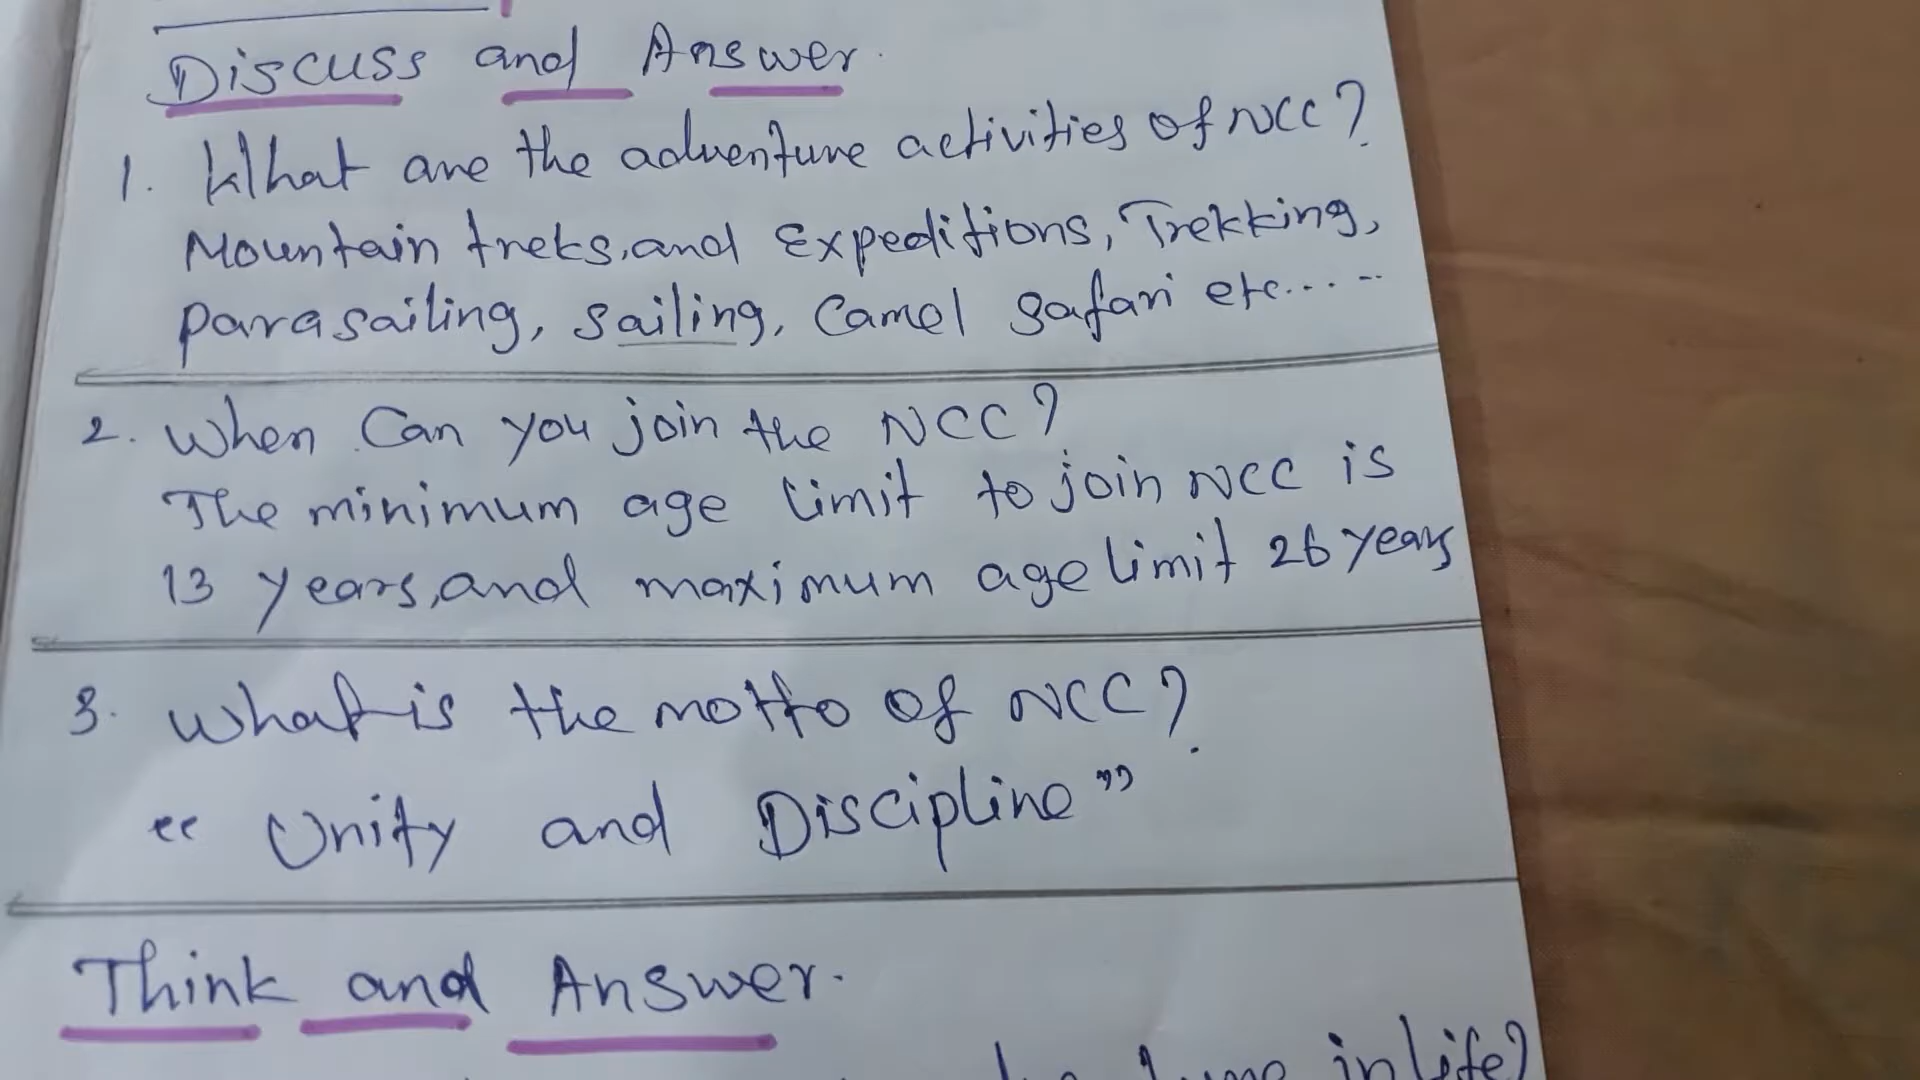 Discuss and Answer.
1. What are the adventure activities of NCC?
Mountain treks, and Expeditions, Trekking,
parasailing, sailing, Camel safari etc.....
2. When Can you join the NCC?
The minimum age limit to join NCC is
13 years, and maximum age limit 26 years
3. What is the motto of NCC?
“ Unity and Discipline”
Think and Answer.
in life?